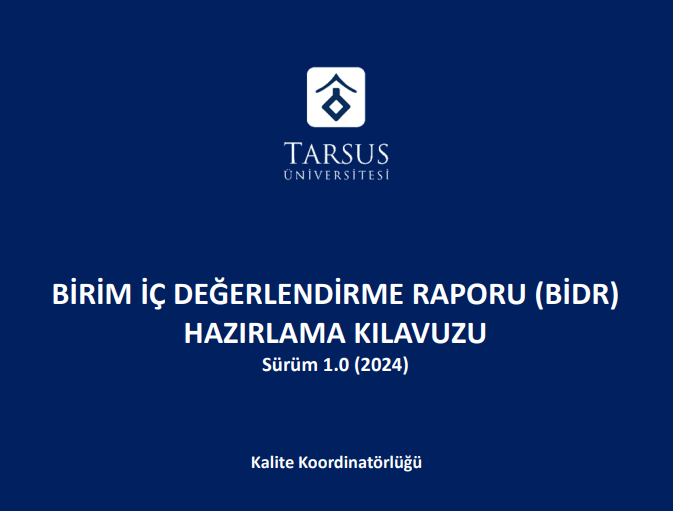 TARSUS
ÜNİVERSİTESİ
BİRİM İÇ DEĞERLENDİRME RAPORU (BİDR)
HAZIRLAMA KILAVUZU
Sürüm 1.0 (2024)
Kalite Koordinatörlüğü